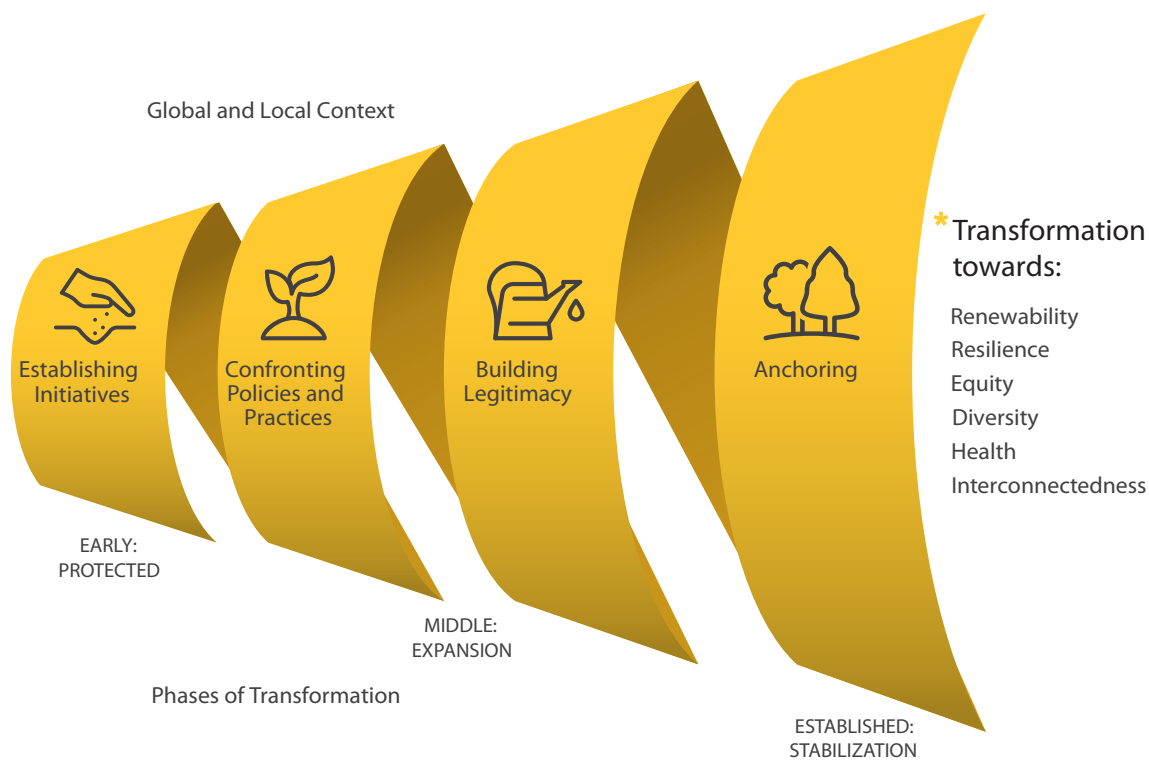 Global and Local Context
Establishing
Initiatives
Confronting
Policies and
Practices
Building
Legitimacy
Anchoring
* Transformation
towards:
Renewability
Resilience
Equity
Diversity
Health
Interconnectedness
EARLY:
PROTECTED
MIDDLE:
EXPANSION
Phases of Transformation
ESTABLISHED:
STABILIZATION